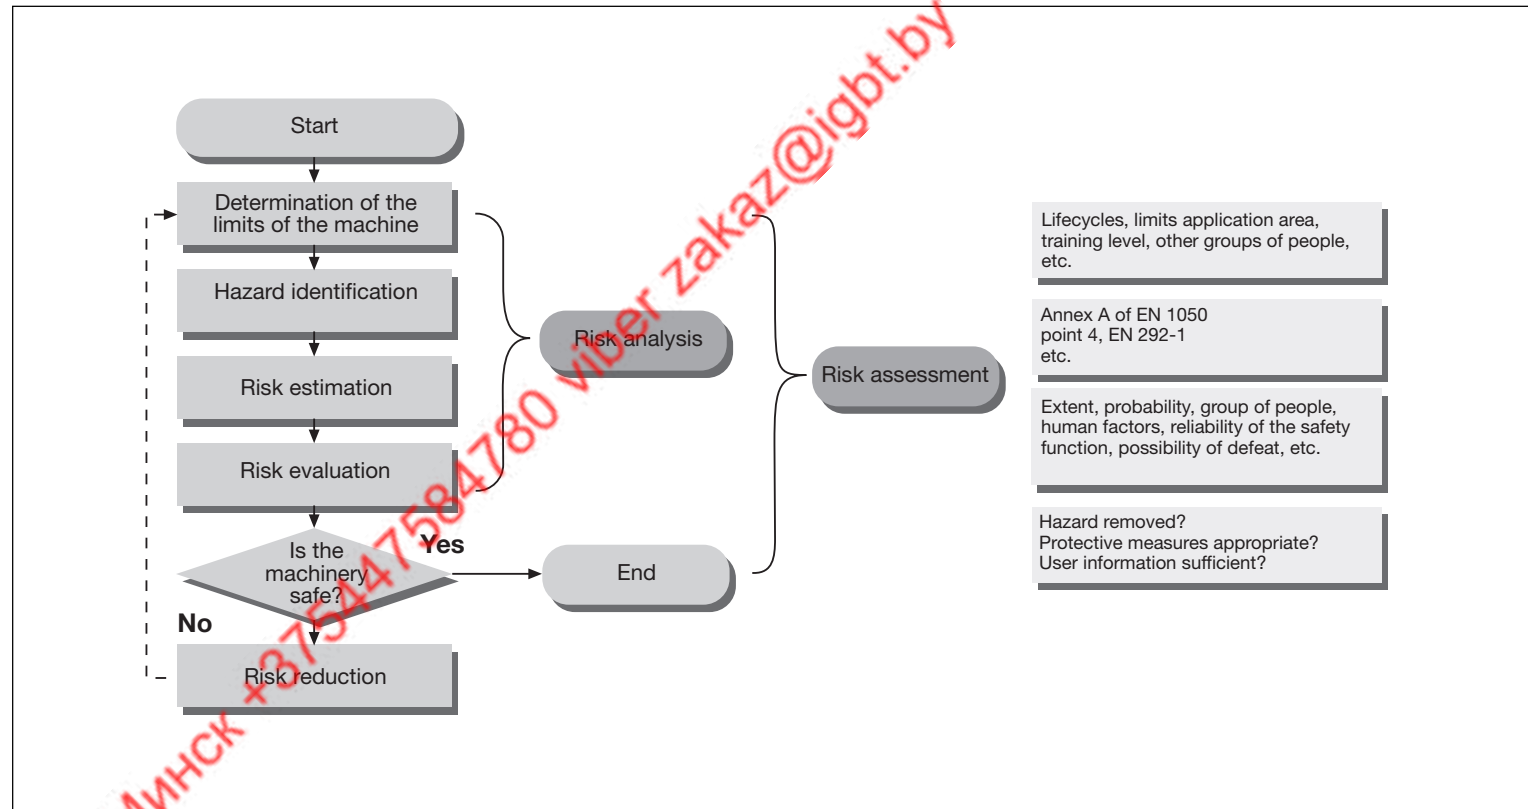 Start
Determination of the
limits of the machine
Hazard identification
Risk estimation
Risk evaluation
Is the
machinery
safe?
Yes
No
Risk reduction
End
Risk analysis
Risk assessment
Lifecycles, limits application area,
training level, other groups of people,
etc.
Annex A of EN 1050
point 4, EN 292-1
etc.
Extent, probability, group of people,
human factors, reliability of the safety
function, possibility of defeat, etc.
Hazard removed?
Protective measures appropriate?
User information sufficient?
Минск +375447584780 viber zakaz@igbt.by